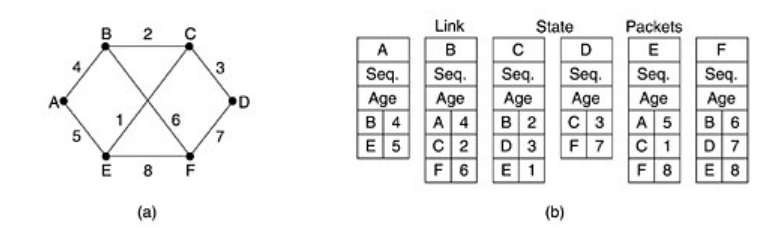 B 2 C
4 3
A D
5 1 6 7
E 8 F
(a)
Link State Packets
A B C D E F
Seq. Seq. Seq. Seq. Seq. Seq.
Age Age Age Age Age Age
B 4 A 4 B 2 C 3 A 5 B 6
E 5 C 2 D 3 F 7 C 1 D 7
F 6 E 1 F 8 E 8
(b)